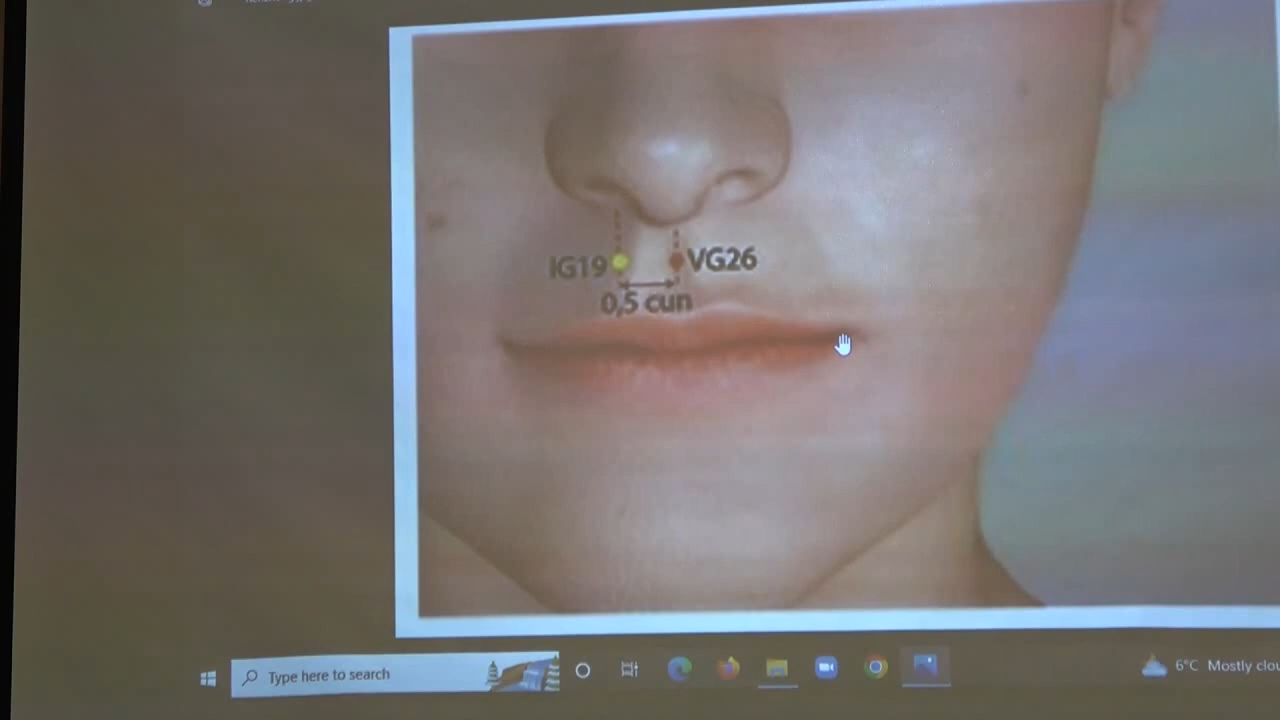 IG19
VG26
0,5 cun
Type here to search
6°C Mostly clou